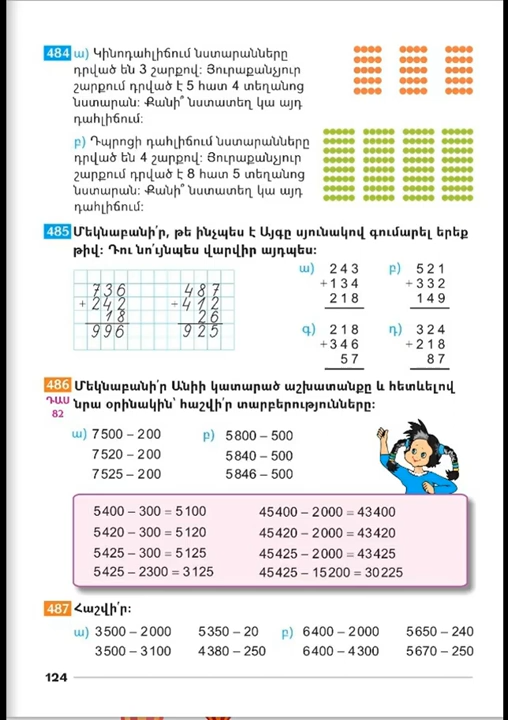 484 ա) Կինոդահլիճում նստարանները
դրված են 3 շարքով: Յուրաքանչյուր
շարքում դրված է 5 հատ 4 տեղանոց
նստարան: Քանի՞ նստատեղ կա այդ
դահլիճում:
բ) Դպրոցի դահլիճում նստարանները
դրված են 4 շարքով: Յուրաքանչյուր
շարքում դրված է 8 հատ 5 տեղանոց
նստարան: Քանի՞ նստատեղ կա այդ
դահլիճում:
485 Մեկնաբանի՛ր, թե ինչպես է Այգը սյունակով գումարել երեք
թիվ: Դու նո՛ւյնպես վարվիր այդպես:
736
+ 242
18
996
487
+ 412
26
925
ա) 243
+134
218
բ) 521
+332
149
գ) 218
+346
57
դ) 324
+218
87
486 Մեկնաբանի՛ր Անիի կատարած աշխատանքը և հետևելով
ԴԱՍ 82
նրա օրինակին՝ հաշվի՛ր տարբերությունները:
ա) 7500 – 200 բ) 5800 – 500
7520 – 200 5840 – 500
7525 – 200 5846 – 500
5400 – 300 = 5100 45400 – 2000 = 43400
5420 – 300 = 5120 45420 – 2000 = 43420
5425 – 300 = 5125 45425 – 2000 = 43425
5425 – 2300 = 3125 45425 – 15200 = 30225
487 Հաշվի՛ր:
ա) 3500 – 2000 5350 – 20 բ) 6400 – 2000 5650 – 240
3500 – 3100 4380 – 250 6400 – 4300 5670 – 250
124